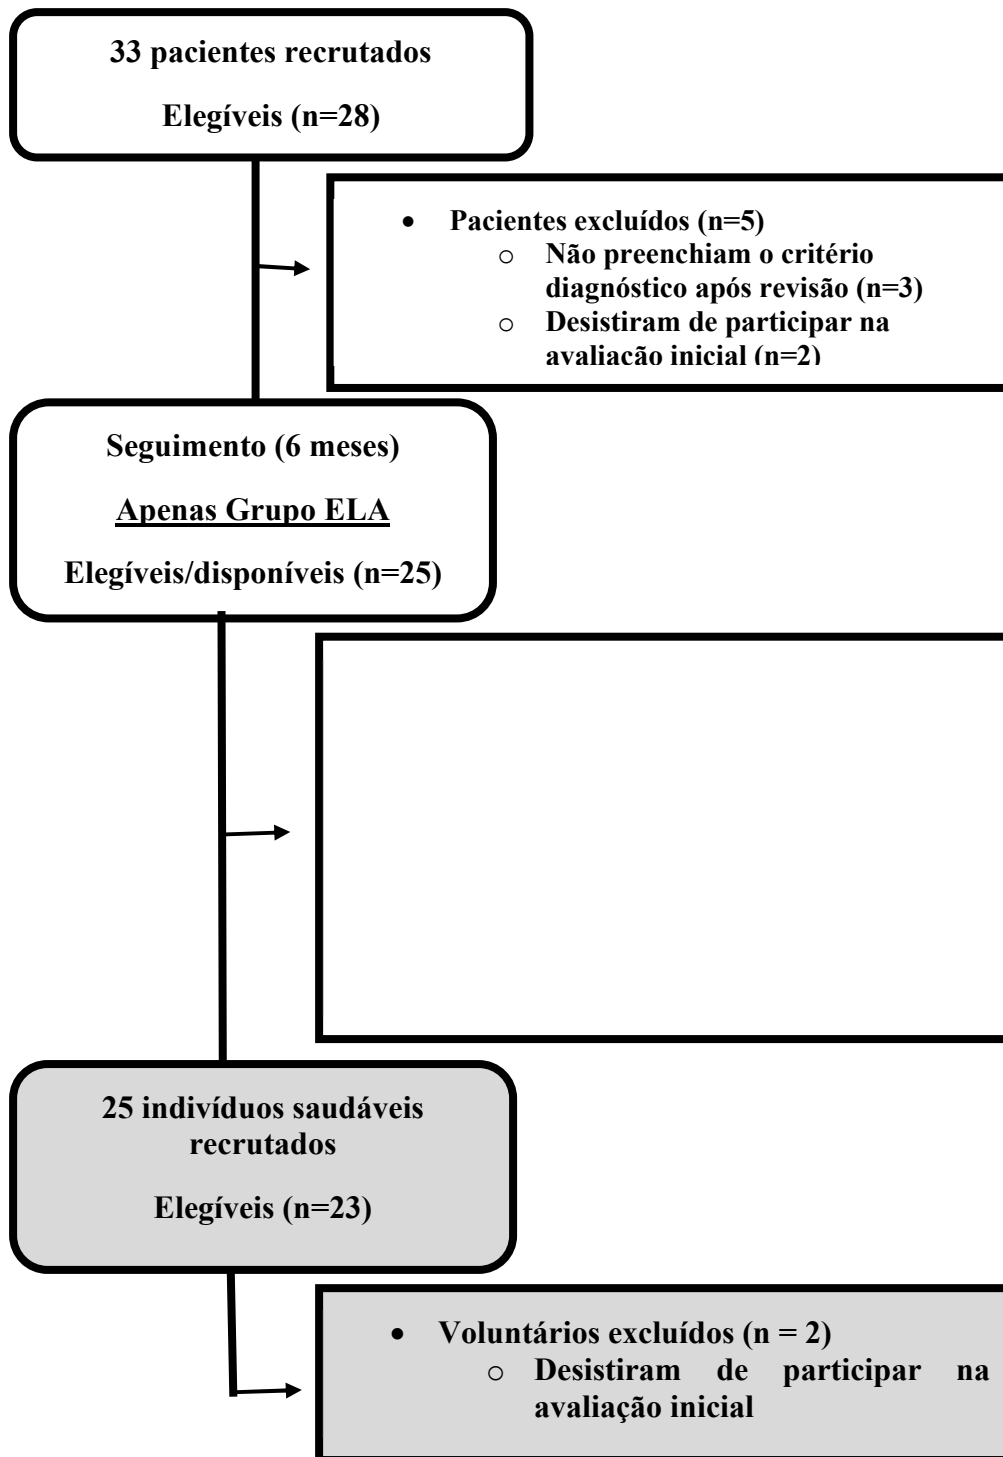 33 pacientes recrutados
Elegíveis (n=28)
• Pacientes excluídos (n=5)
o Não preenchiam o critério
diagnóstico após revisão (n=3)
o Desistiram de participar na
avaliação inicial (n=2)
Seguimento (6 meses)
Apenas Grupo ELA
Elegíveis/disponíveis (n=25)
25 indivíduos saudáveis
recrutados
Elegíveis (n=23)
• Voluntários excluídos (n = 2)
o Desistiram de participar na
avaliação inicial